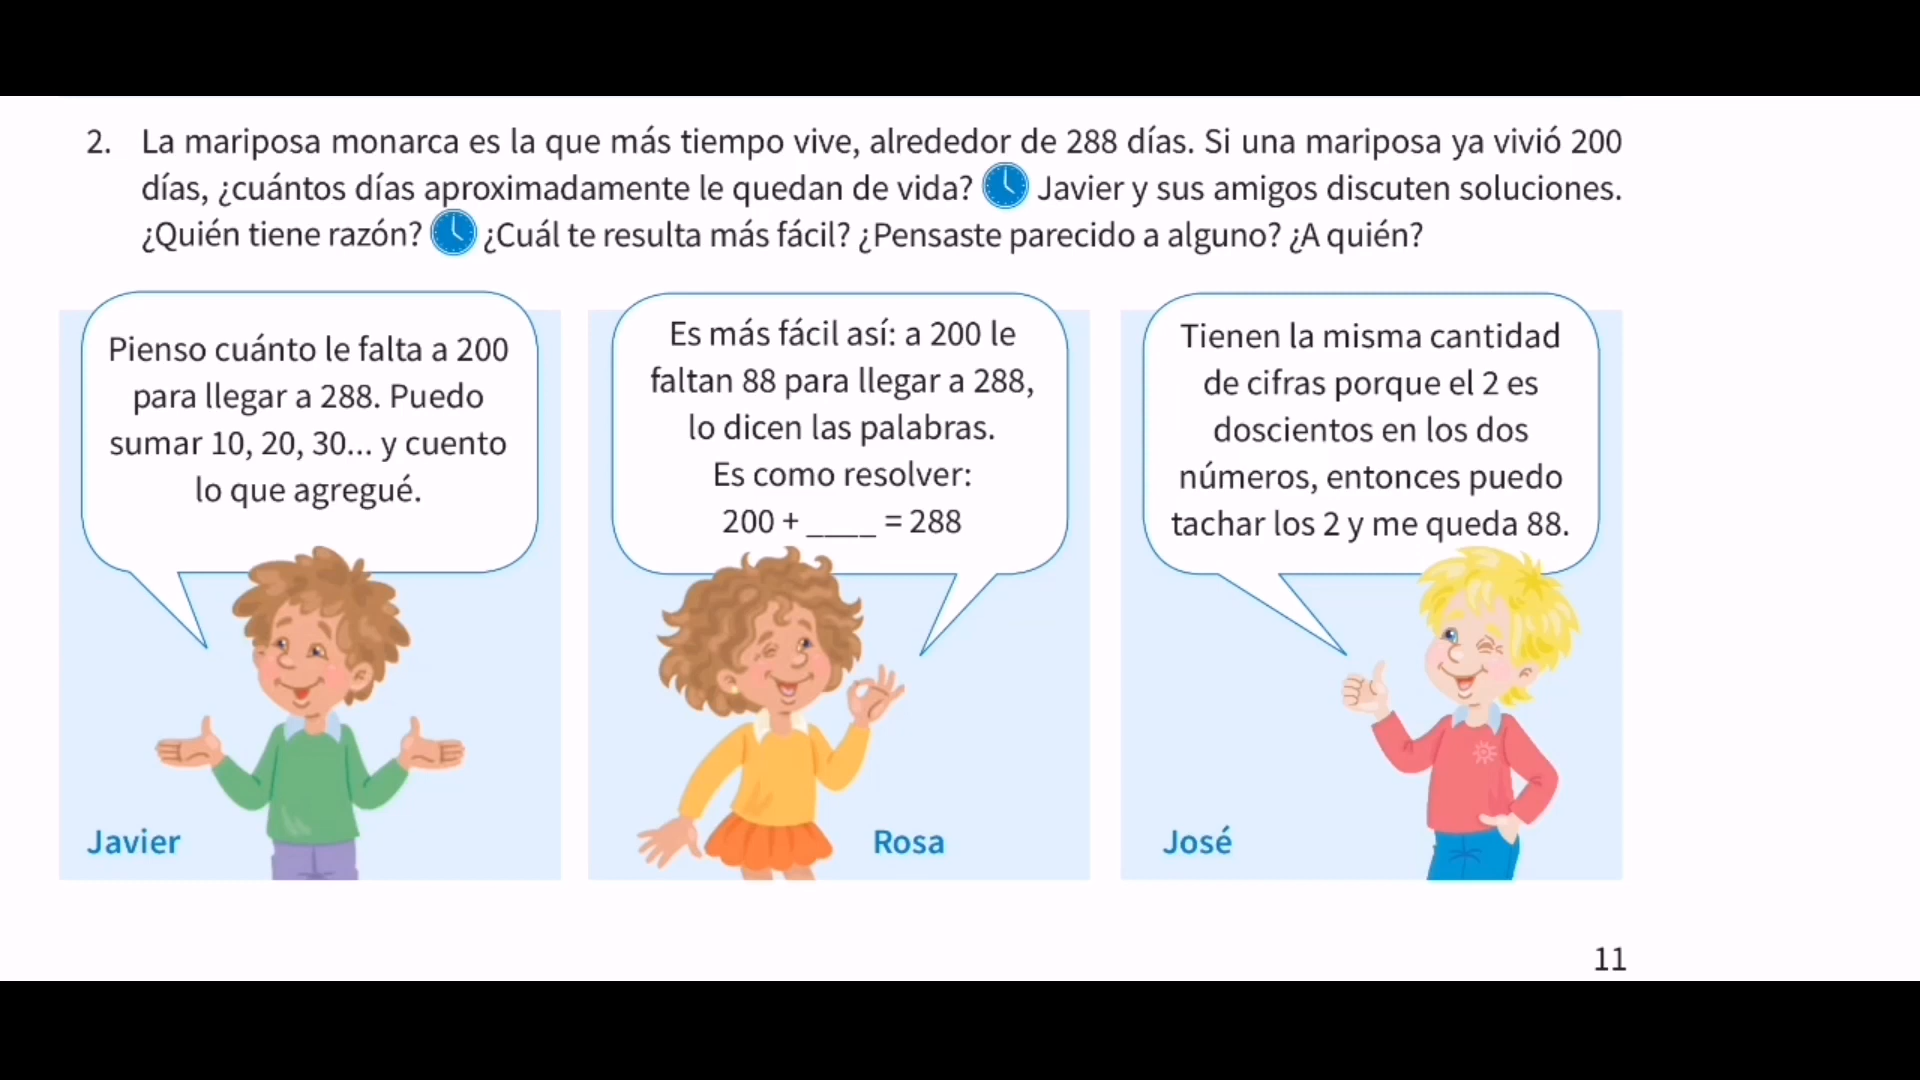 2. La mariposa monarca es la que más tiempo vive, alrededor de 288 días. Si una mariposa ya vivió 200
días, ¿cuántos días aproximadamente le quedan de vida? Javier y sus amigos discuten soluciones.
¿Quién tiene razón? ¿Cuál te resulta más fácil? ¿Pensaste parecido a alguno? ¿A quién?
Pienso cuánto le falta a 200
para llegar a 288. Puedo
sumar 10, 20, 30... y cuento
lo que agregué.
Javier
Es más fácil así: a 200 le
faltan 88 para llegar a 288,
lo dicen las palabras.
Es como resolver:
200 + ____ = 288
Rosa
Tienen la misma cantidad
de cifras porque el 2 es
doscientos en los dos
números, entonces puedo
tachar los 2 y me queda 88.
José
11